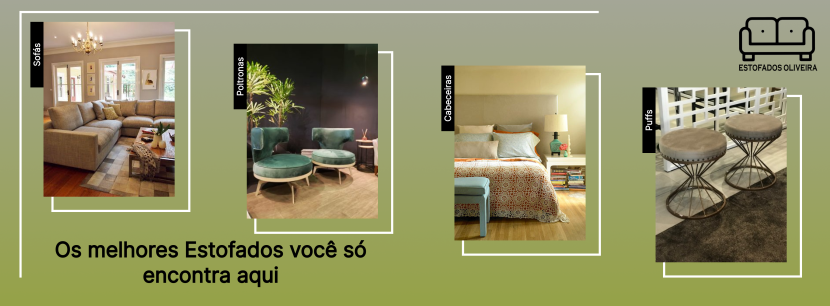 Sofás
Poltronas
Cabeceiras
Puffs
ESTOFADOS OLIVEIRA
Os melhores Estofados você só
encontra aqui